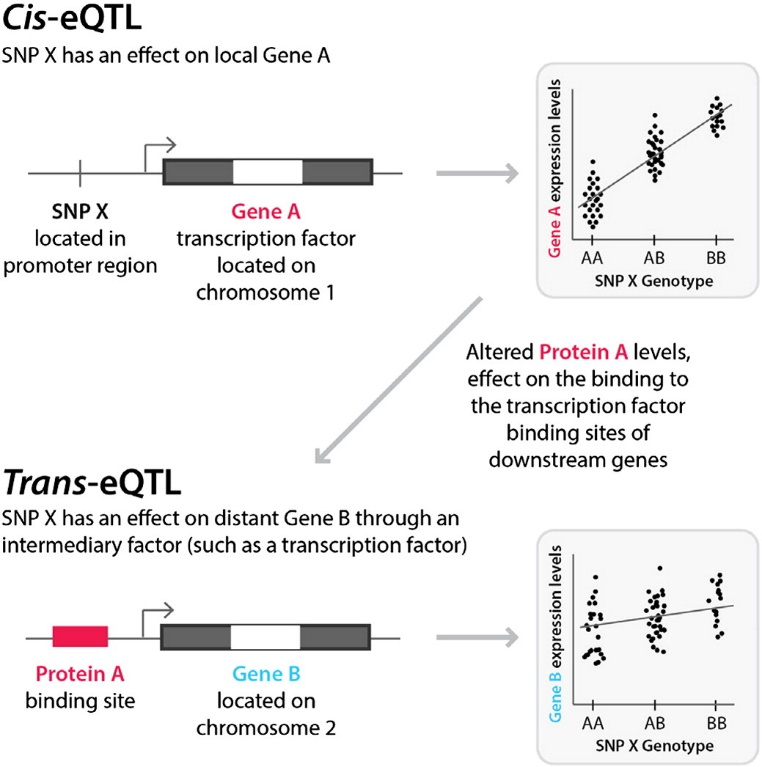 Cis-eQTL
SNP X has an effect on local Gene A
SNP X
located in
promoter region
Gene A
transcription factor
located on
chromosome 1
Gene A expression levels
AA AB BB
SNP X Genotype
Altered Protein A levels,
effect on the binding to
the transcription factor
binding sites of
downstream genes
Trans-eQTL
SNP X has an effect on distant Gene B through an
intermediary factor (such as a transcription factor)
Protein A
binding site
Gene B
located on
chromosome 2
Gene B expression levels
AA AB BB
SNP X Genotype